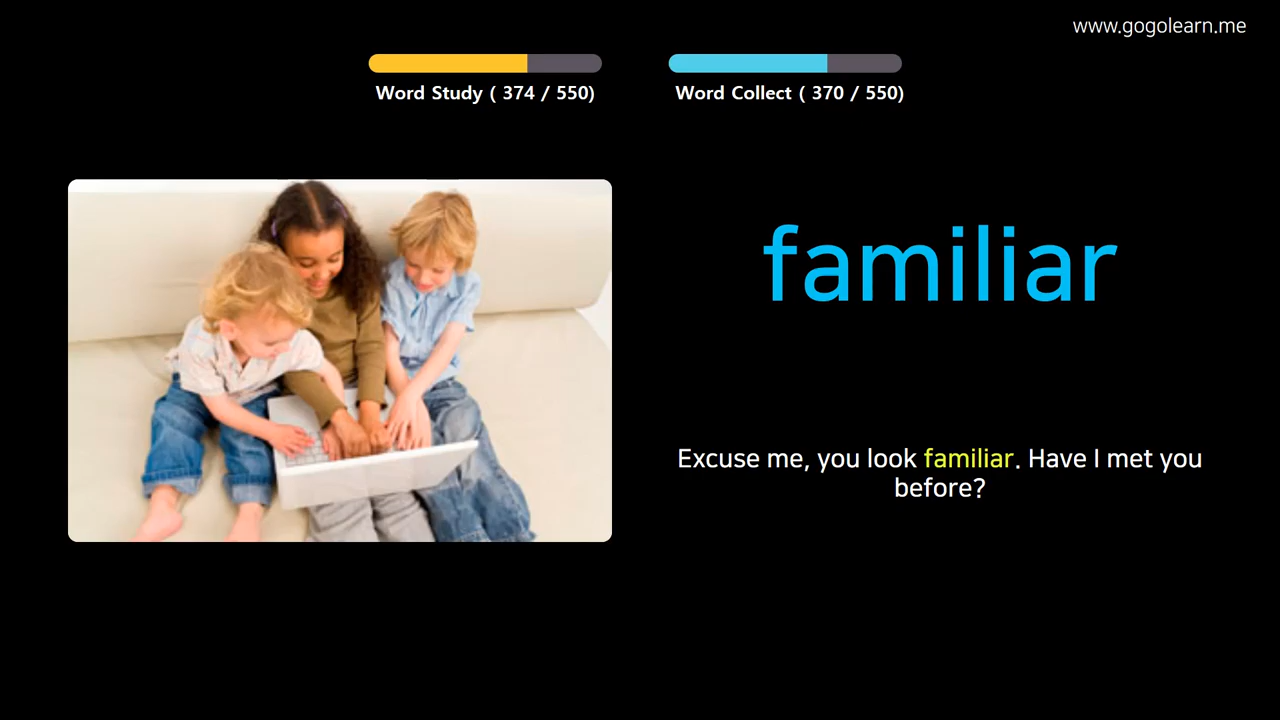 www.gogolearn.me
Word Study ( 374 / 550)
Word Collect ( 370 / 550)
familiar
Excuse me, you look familiar. Have I met you
before?